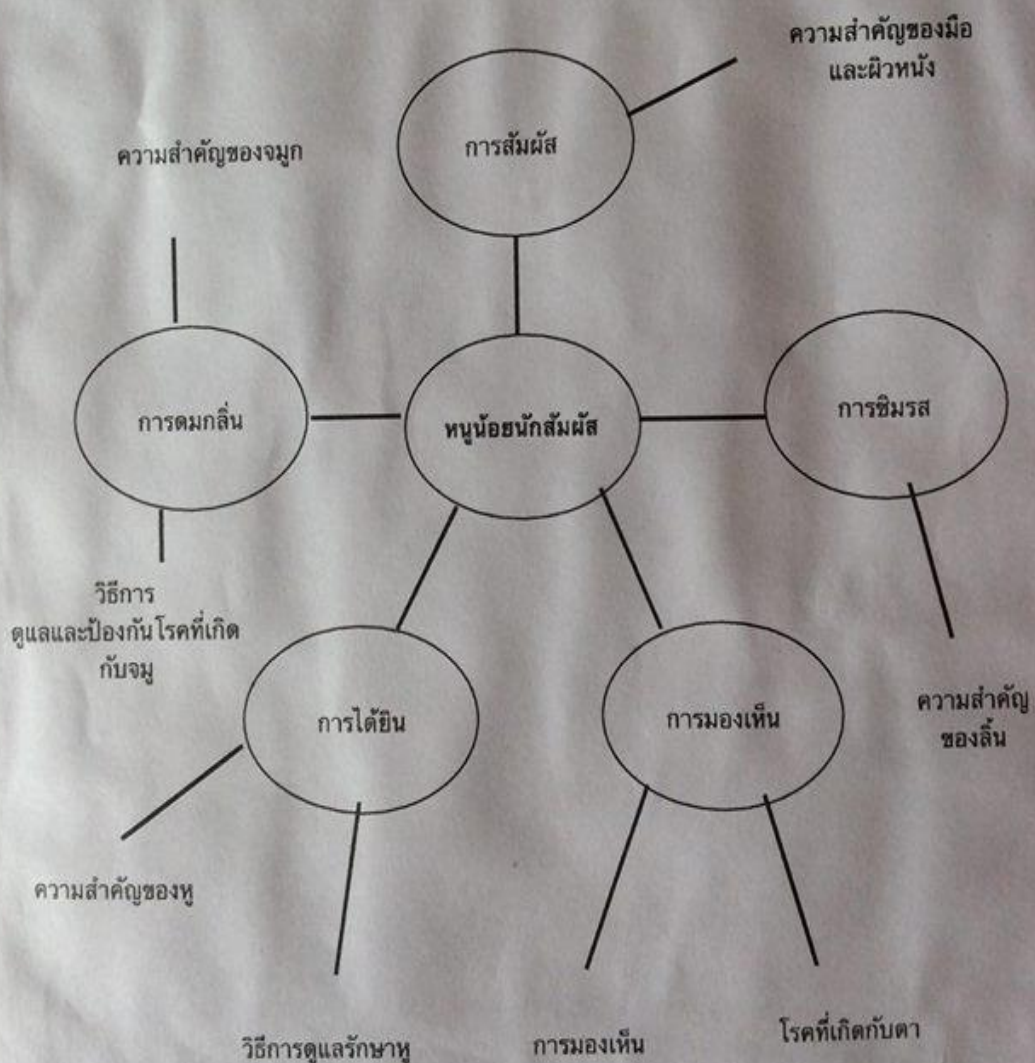 ความสำคัญของมือ
และผิวหนัง
การสัมผัส
ความสำคัญของจมูก
การดมกลิ่น
หนูน้อยนักสัมผัส
การชิมรส
วิธีการ
ดูแลและป้องกันโรคที่เกิด
กับจมู
การได้ยิน
การมองเห็น
ความสำคัญ
ของลิ้น
ความสำคัญของหู
วิธีการดูแลรักษาหู
การมองเห็น
โรคที่เกิดกับตา